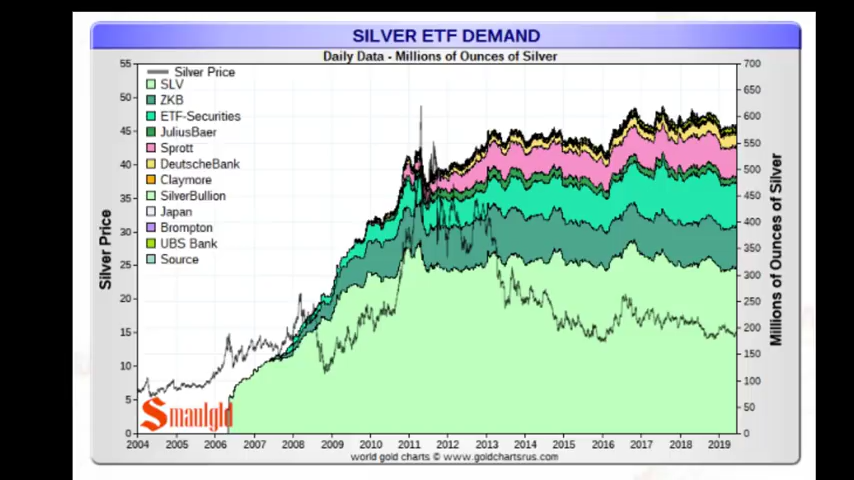 SILVER ETF DEMAND
Daily Data - Millions of Ounces of Silver
Silver Price
SLV
ZKB
ETF-Securities
JuliusBaer
Sprott
DeutscheBank
Claymore
SilverBullion
Japan
Brompton
UBS Bank
Source
55
50
45
40
35
30
25
20
15
10
5
0
Silver Price
700
650
600
550
500
450
400
350
300
250
200
150
100
50
0
Millions of Ounces of Silver
Smaulgld
2004 2005 2006 2007 2008 2009 2010 2011 2012 2013 2014 2015 2016 2017 2018 2019
world gold charts © www.goldchartsrus.com